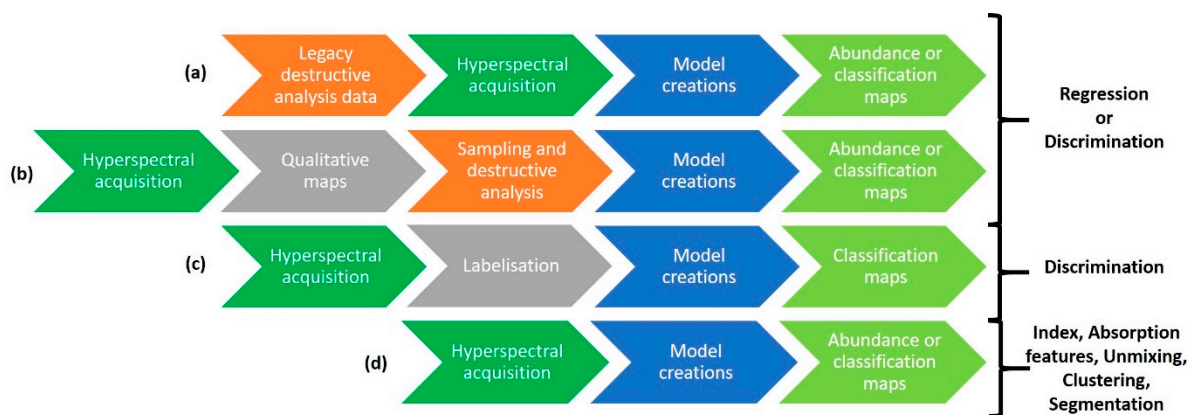 (a)
Legacy
destructive
analysis data
Hyperspectral
acquisition
Model
creations
Abundance or
classification
maps
Regression
or
Discrimination
(b)
Hyperspectral
acquisition
Qualitative
maps
Sampling and
destructive
analysis
Model
creations
Abundance or
classification
maps
(c)
Hyperspectral
acquisition
Labelisation
Model
creations
Classification
maps
Discrimination
(d)
Hyperspectral
acquisition
Model
creations
Abundance or
classification
maps
Index, Absorption
features, Unmixing,
Clustering,
Segmentation